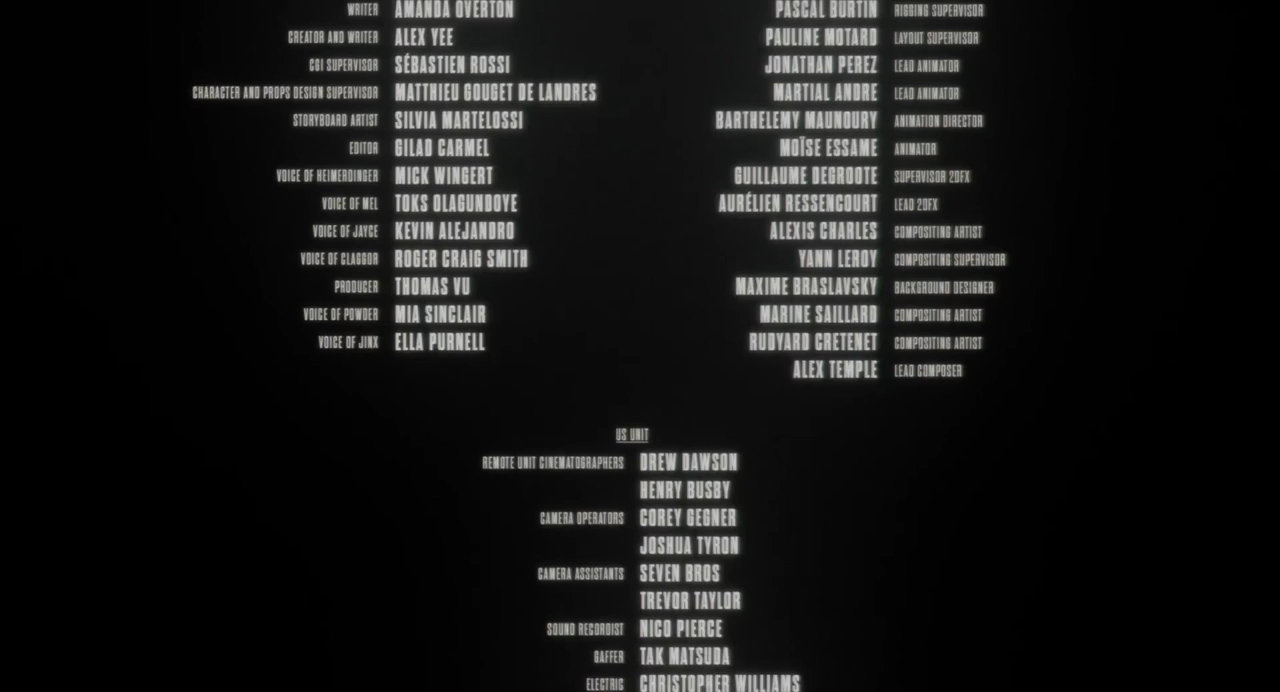 WRITER AMANDA OVERTON
CREATOR AND WRITER ALEX YEE
CGI SUPERVISOR SÉBASTIEN ROSSI
CHARACTER AND PROPS DESIGN SUPERVISOR MATTHIEU GOUGET DE LANDRES
STORYBOARD ARTIST SILVIA MARTELOSSI
EDITOR GILAD CARMEL
VOICE OF HEIMERDINGER MICK WINGERT
VOICE OF MEL TOKS OLAGUNDOYE
VOICE OF JAYCE KEVIN ALEJANDRO
VOICE OF CLAGGOR ROGER CRAIG SMITH
PRODUCER THOMAS VU
VOICE OF POWDER MIA SINCLAIR
VOICE OF JINX ELLA PURNELL
PASCAL BURTIN RIGGING SUPERVISOR
PAULINE MOTARD LAYOUT SUPERVISOR
JONATHAN PEREZ LEAD ANIMATOR
MARTIAL ANDRE LEAD ANIMATOR
BARTHELEMY MAUNOURY ANIMATION DIRECTOR
MOÏSE ESSAME ANIMATOR
GUILLAUME DEGROOTE SUPERVISOR 2DFX
AURÉLIEN RESSENCOURT LEAD 2DFX
ALEXIS CHARLES COMPOSITING ARTIST
YANN LEROY COMPOSITING SUPERVISOR
MAXIME BRASLAVSKY BACKGROUND DESIGNER
MARINE SAILLARD COMPOSITING ARTIST
RUDYARD CRETENET COMPOSITING ARTIST
ALEX TEMPLE LEAD COMPOSER
US UNIT
REMOTE UNIT CINEMATOGRAPHERS DREW DAWSON
HENRY BUSBY
CAMERA OPERATORS COREY GEGNER
JOSHUA TYRON
CAMERA ASSISTANTS SEVEN BROS
TREVOR TAYLOR
SOUND RECORDIST NICO PIERCE
GAFFER TAK MATSUDA
ELECTRIC CHRISTOPHER WILLIAMS